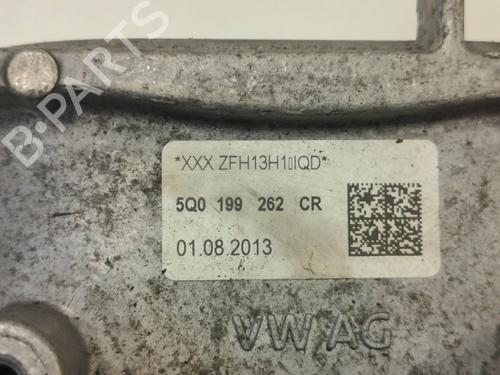 B-PARTS
*XXX ZFH13H1▯IQD*
5Q0 199 262 CR
01.08.2013
VW AG